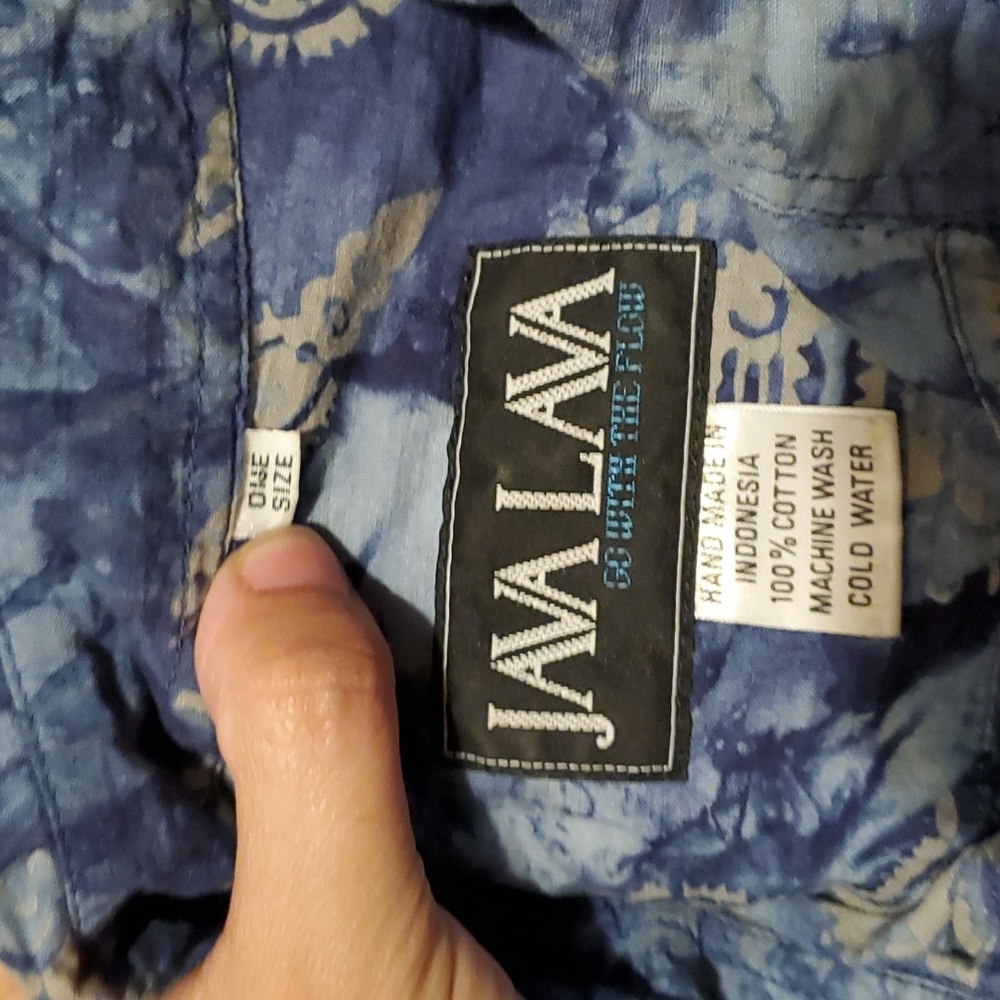 ONE
SIZE
JAVA LAVA
GO WITH THE FLOW
HAND MADE IN
INDONESIA
100% COTTON
MACHINE WASH
COLD WATER